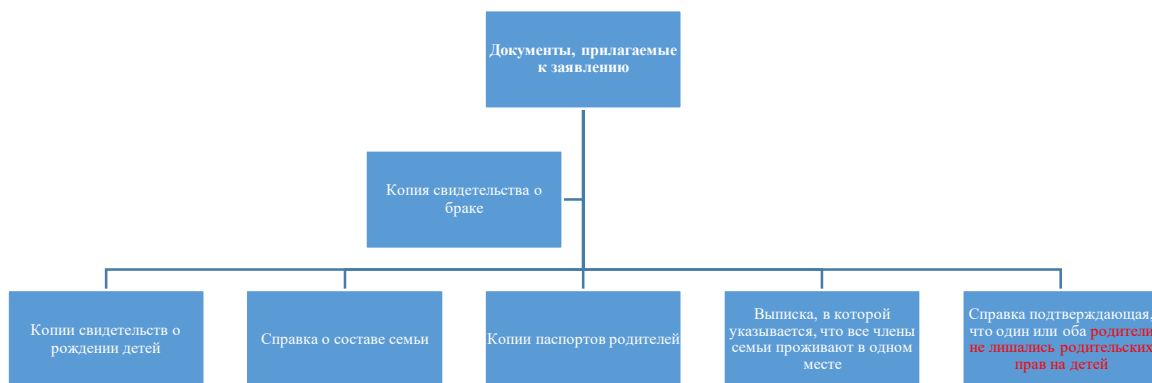 Документы, прилагаемые
к заявлению
Копия свидетельства о
браке
Копии свидетельств о
рождении детей
Справка о составе семьи
Копии паспортов родителей
Выписка, в которой
указывается, что все члены
семьи проживают в одном
месте
Справка подтверждающая,
что один или оба родители
не лишались родительских
прав на детей